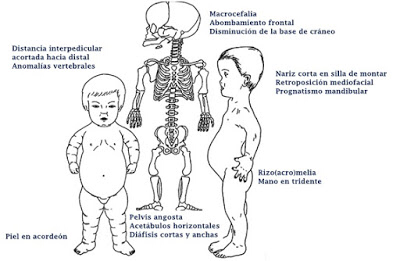 Macrocefalia
Abombamiento frontal
Disminución de la base de cráneo
Distancia interpedicular
acortada hacia distal
Anomalías vertebrales
Nariz corta en silla de montar
Retroposición mediofacial
Prognatismo mandibular
Rizo(acro)melia
Mano en tridente
Pelvis angosta
Acetábulos horizontales
Diáfisis cortas y anchas
Piel en acordeón